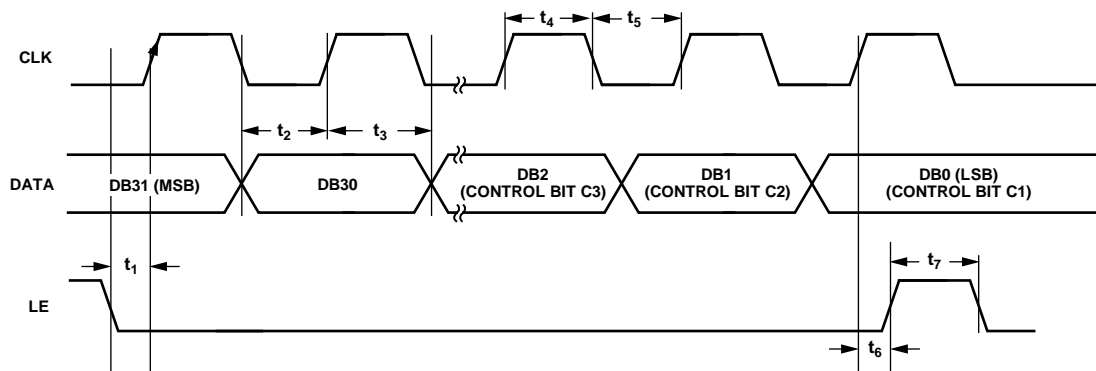 t4
t5
CLK
t2
t3
DATA
DB31 (MSB)
DB30
DB2
(CONTROL BIT C3)
DB1
(CONTROL BIT C2)
DB0 (LSB)
(CONTROL BIT C1)
t1
t7
LE
t6